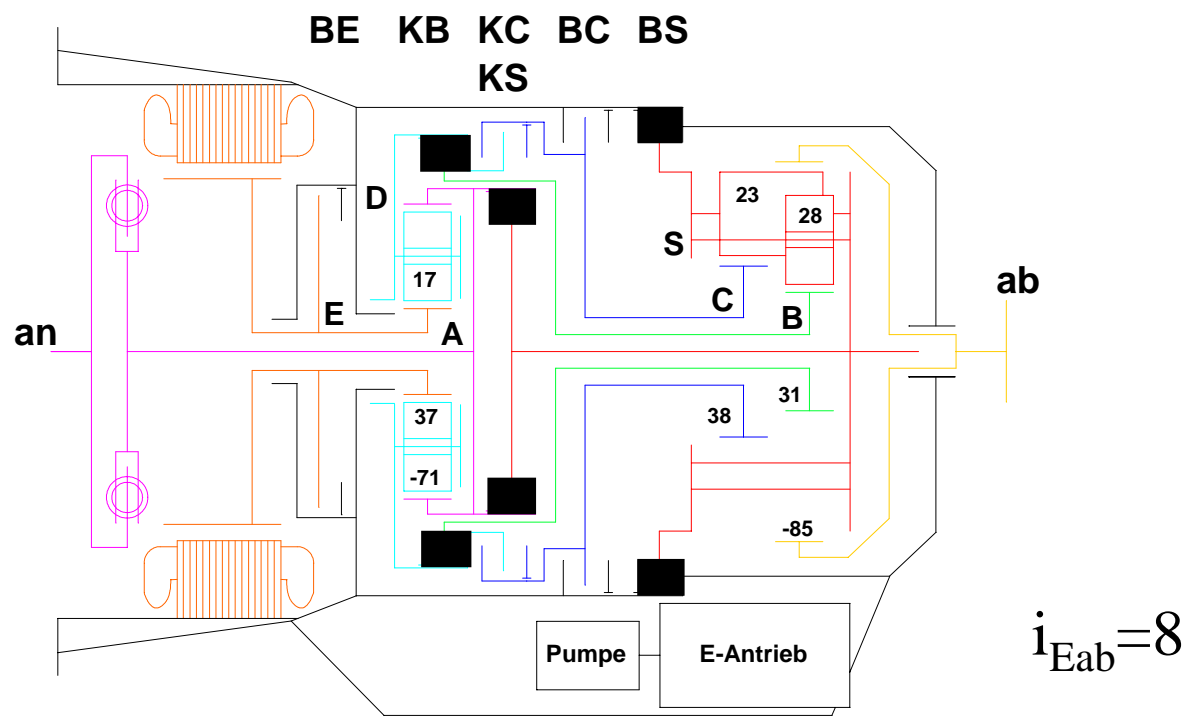 BE KB KC BC BS
KS
D
23
28
S
17
C
B
ab
E
A
an
31
37
38
-71
-85
Pumpe
E-Antrieb
iEab=8